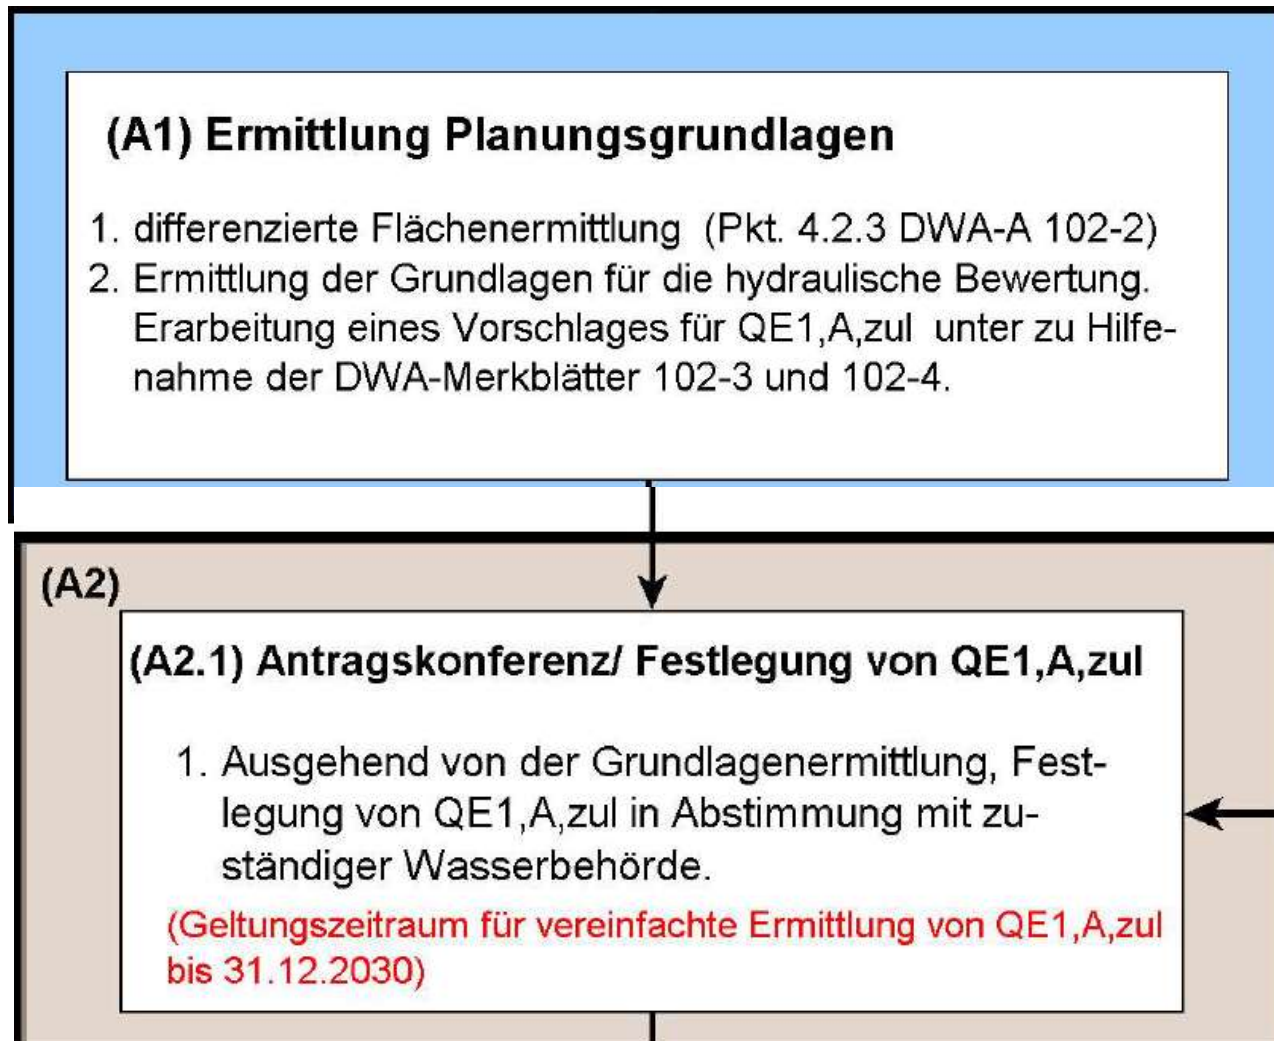 (A1) Ermittlung Planungsgrundlagen
1. differenzierte Flächenermittlung (Pkt. 4.2.3 DWA-A 102-2)
2. Ermittlung der Grundlagen für die hydraulische Bewertung.
Erarbeitung eines Vorschlages für QE1,A,zul unter zu Hilfe-
nahme der DWA-Merkblätter 102-3 und 102-4.
(A2)
(A2.1) Antragskonferenz/ Festlegung von QE1,A,zul
1. Ausgehend von der Grundlagenermittlung, Fest-
legung von QE1,A,zul in Abstimmung mit zu-
ständiger Wasserbehörde.
(Geltungszeitraum für vereinfachte Ermittlung von QE1,A,zul
bis 31.12.2030)